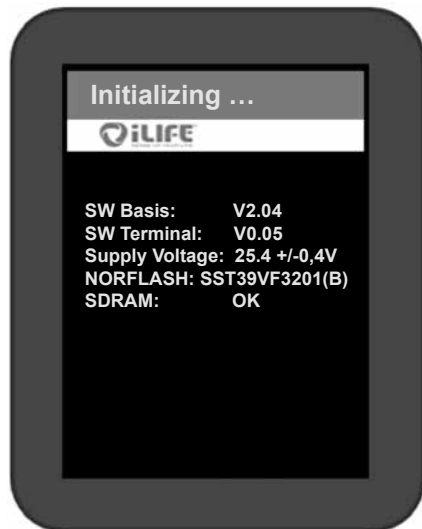 Initializing ...
iLIFE
SW Basis: V2.04
SW Terminal: V0.05
Supply Voltage: 25.4 +/-0,4V
NORFLASH: SST39VF3201(B)
SDRAM: OK